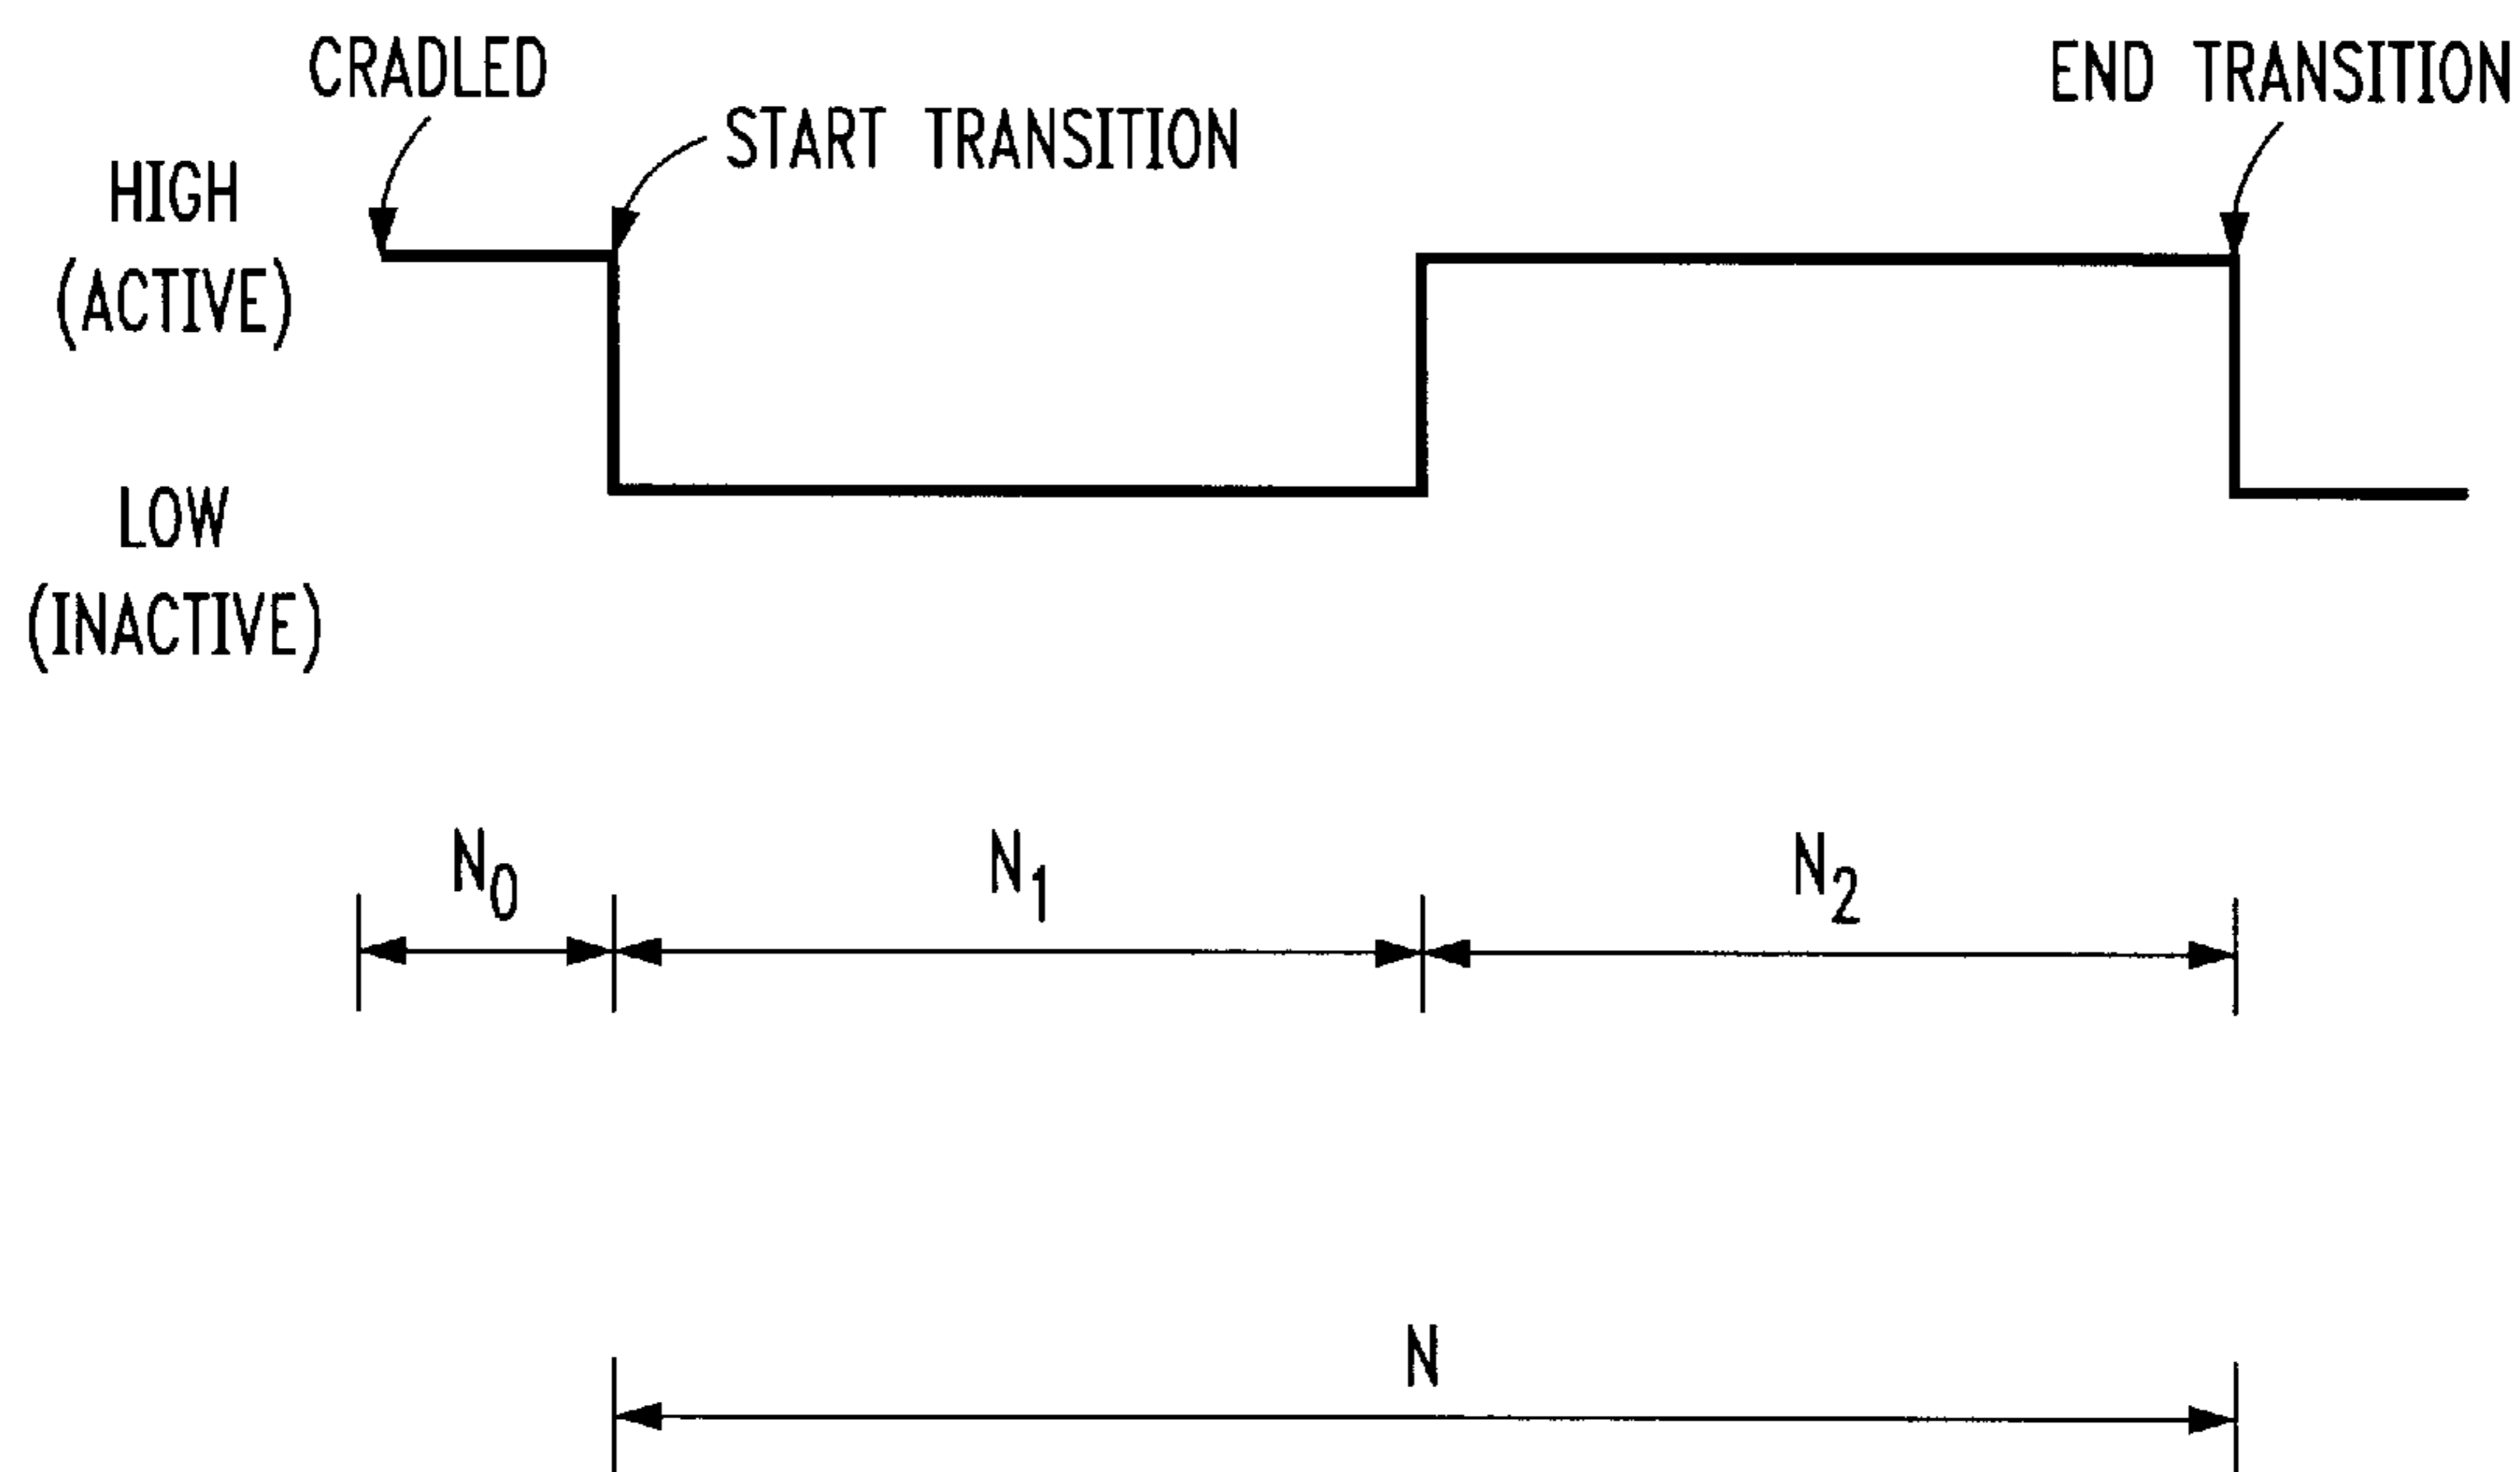 CRADLED
START TRANSITION
END TRANSITION
HIGH
(ACTIVE)
LOW
(INACTIVE)
N0
N1
N2
N